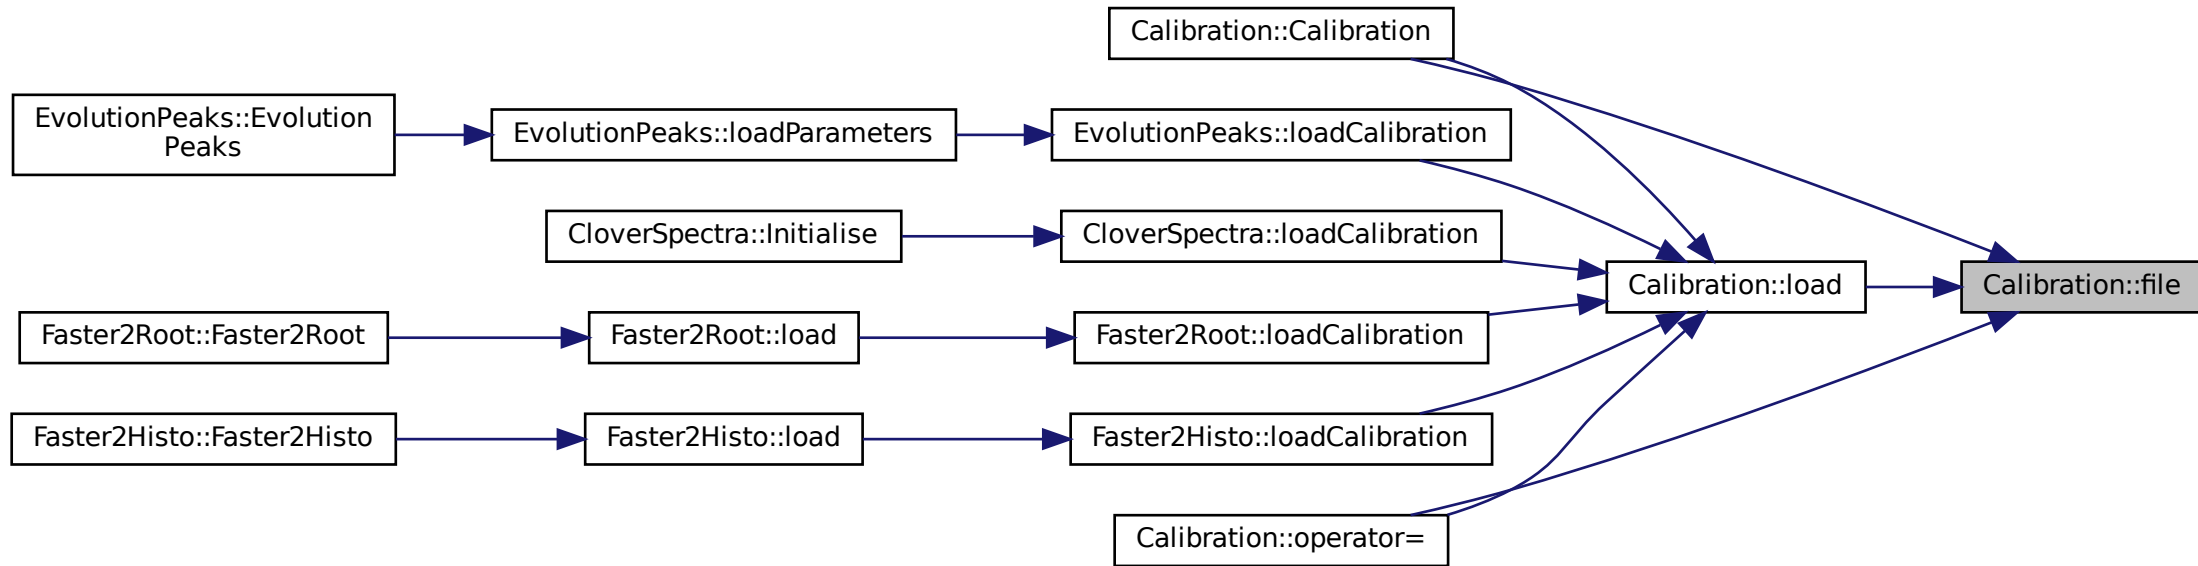 Calibration::Calibration
EvolutionPeaks::Evolution
Peaks
EvolutionPeaks::loadParameters
EvolutionPeaks::loadCalibration
CloverSpectra::Initialise
CloverSpectra::loadCalibration
Calibration::load
Calibration::file
Faster2Root::Faster2Root
Faster2Root::load
Faster2Root::loadCalibration
Faster2Histo::Faster2Histo
Faster2Histo::load
Faster2Histo::loadCalibration
Calibration::operator=